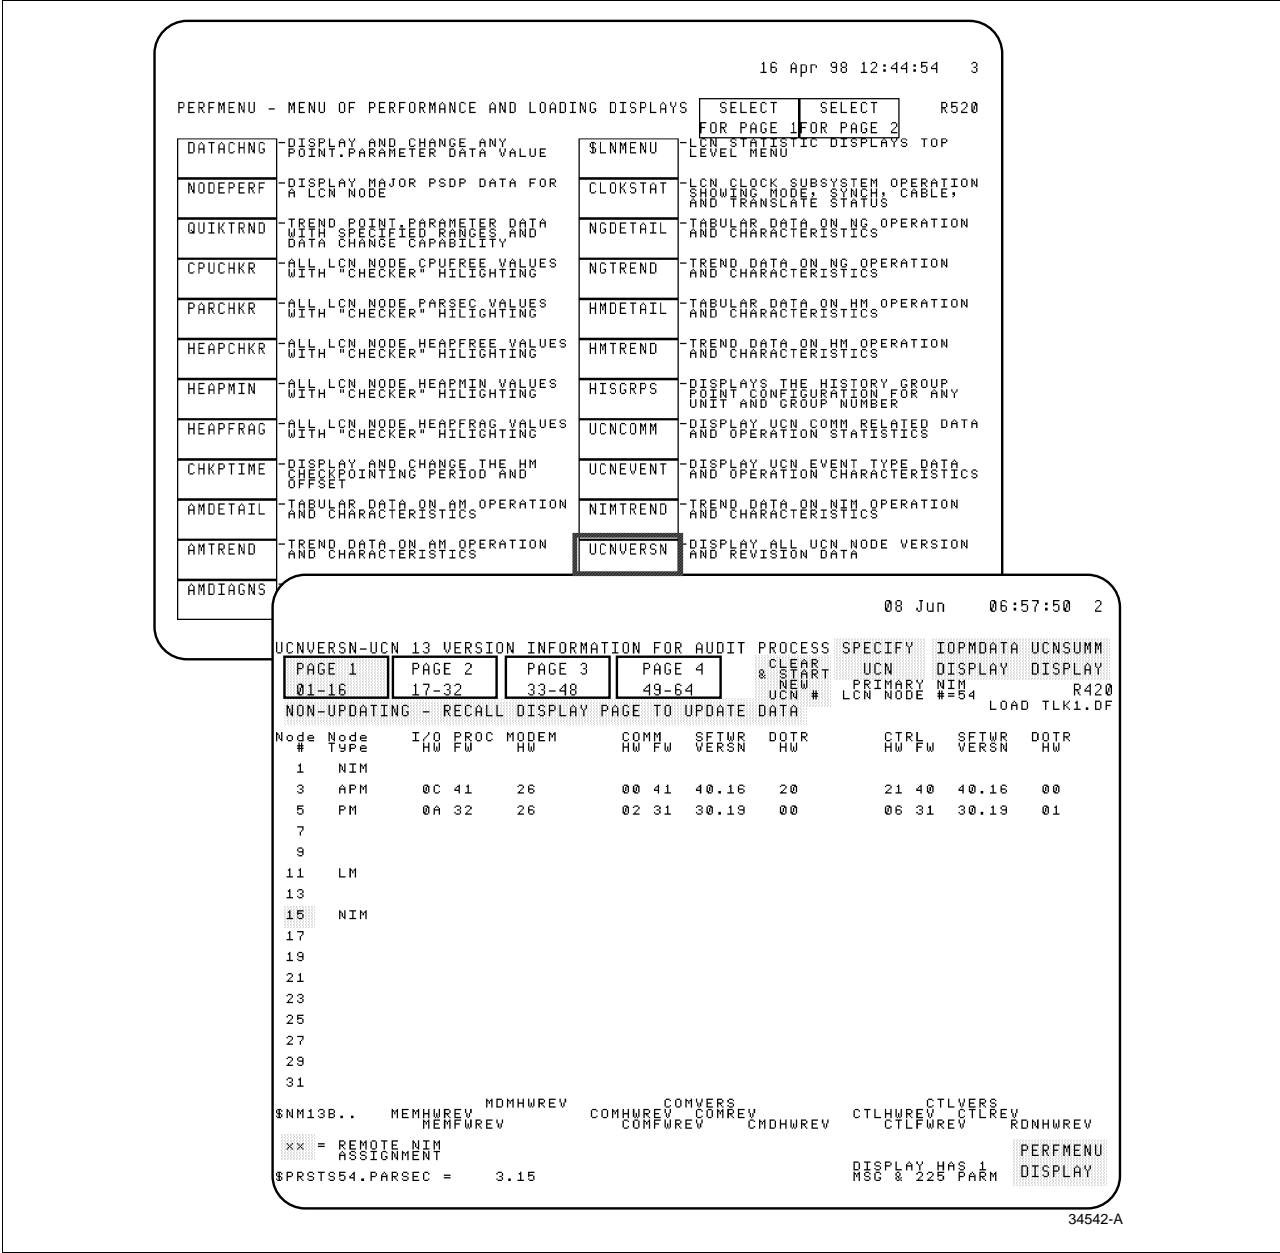 16 Apr 98 12:44:54 3
PERFMENU - MENU OF PERFORMANCE AND LOADING DISPLAYS SELECT SELECT R520
FOR PAGE 1 FOR PAGE 2
DATACHNG -DISPLAY AND CHANGE ANY
POINT.PARAMETER DATA VALUE
$LNMENU -LCN STATISTIC DISPLAYS TOP
LEVEL MENU
NODEPERF -DISPLAY MAJOR PSDP DATA FOR
A LCN NODE
CLOKSTAT -LCN CLOCK SUBSYSTEM OPERATION
SHOWING MODE, SYNCH, CABLE,
AND TRANSLATE STATUS
QUIKTRND -TREND POINT.PARAMETER DATA
WITH SPECIFIED RANGES AND
DATA CHANGE CAPABILITY
NGDETAIL -TABULAR DATA ON NG OPERATION
AND CHARACTERISTICS
CPUCHKR -ALL LCN NODE CPUFREE VALUES
WITH "CHECKER" HILIGHTING
NGTREND -TREND DATA ON NG OPERATION
AND CHARACTERISTICS
PARCHKR -ALL LCN NODE PARSEC VALUES
WITH "CHECKER" HILIGHTING
HMDETAIL -TABULAR DATA ON HM OPERATION
AND CHARACTERISTICS
HEAPCHKR -ALL LCN NODE HEAPFREE VALUES
WITH "CHECKER" HILIGHTING
HMTREND -TREND DATA ON HM OPERATION
AND CHARACTERISTICS
HEAPMIN -ALL LCN NODE HEAPMIN VALUES
WITH "CHECKER" HILIGHTING
HISGRPS -DISPLAYS THE HISTORY GROUP
POINT CONFIGURATION FOR ANY
UNIT AND GROUP NUMBER
HEAPFRAG -ALL LCN NODE HEAPFRAG VALUES
WITH "CHECKER" HILIGHTING
UCNCOMM -DISPLAY UCN COMM RELATED DATA
AND OPERATION STATISTICS
CHKPTIME -DISPLAY AND CHANGE THE HM
CHECKPOINTING PERIOD AND
OFFSET
UCNEVENT -DISPLAY UCN EVENT TYPE DATA
AND OPERATION CHARACTERISTICS
AMDETAIL -TABULAR DATA ON AM OPERATION
AND CHARACTERISTICS
NIMTREND -TREND DATA ON NIM OPERATION
AND CHARACTERISTICS
AMTREND -TREND DATA ON AM OPERATION
AND CHARACTERISTICS
UCNVERSN -DISPLAY ALL UCN NODE VERSION
AND REVISION DATA
AMDIAGNS
08 Jun 06:57:50 2
UCNVERSN-UCN 13 VERSION INFORMATION FOR AUDIT PROCESS SPECIFY IOPMDATA UCNSUMM
PAGE 1 PAGE 2 PAGE 3 PAGE 4 CLEAR & START UCN DISPLAY DISPLAY
01-16 17-32 33-48 49-64 NEW UCN # PRIMARY NIM R420
LCN NODE #=54
NON-UPDATING - RECALL DISPLAY PAGE TO UPDATE DATA LOAD TLK1.DF
Node Node I/O PROC MODEM COMM SFTWR DOTR CTRL SFTWR DOTR
# Type HW FW HW HW FW VERSN HW HW FW VERSN HW
1 NIM
3 APM 0C 41 26 00 41 40.16 20 21 40 40.16 00
5 PM 0A 32 26 02 31 30.19 00 06 31 30.19 01
7
9
11 LM
13
15 NIM
17
19
21
23
25
27
29
31
MDMHWREV COMVERS CTLVERS
$NM13B.. MEMHWREV COMHWREV COMREV CTLHWREV CTLREV
MEMFWREV COMFWREV CMDHWREV CTLFWREV RDNHWREV
xx = REMOTE NIM
ASSIGNMENT
PERFMENU
DISPLAY
DISPLAY HAS 1
MSG & 225 PARM
$PRSTS54.PARSEC = 3.15
34542-A